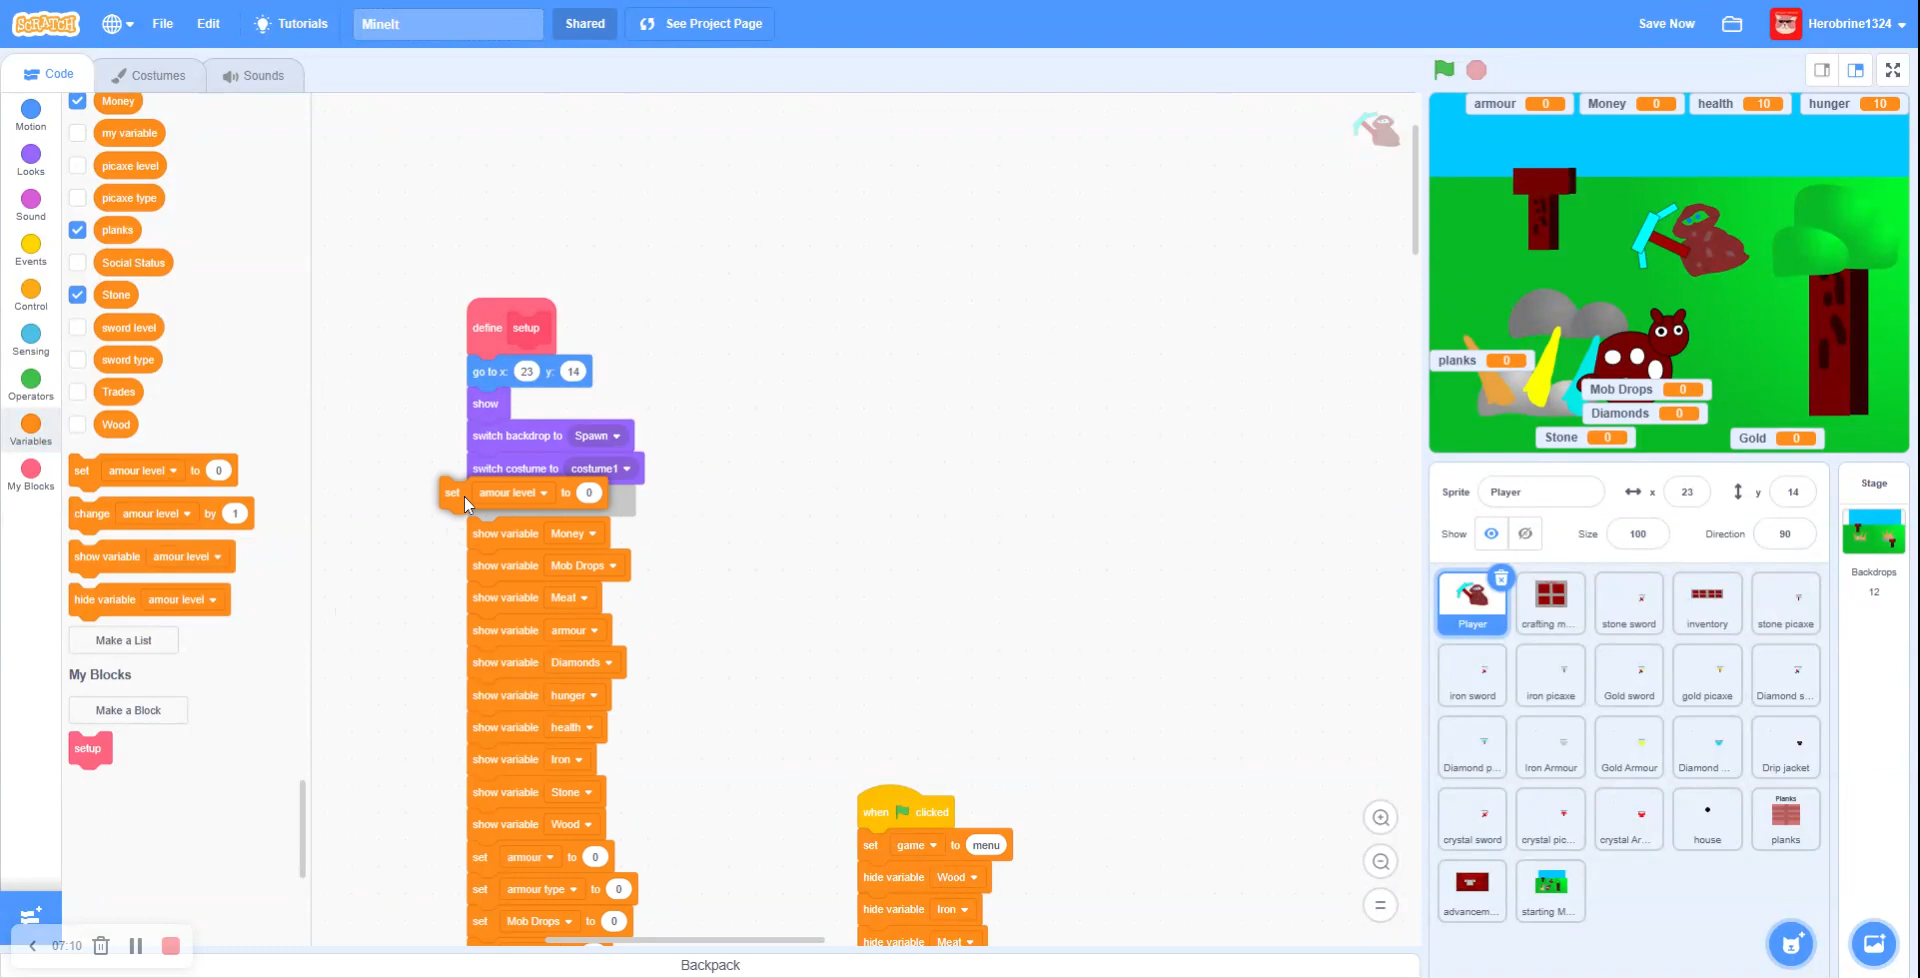 SCRATCH
File
Edit
Tutorials
MineIt
Shared
See Project Page
Save Now
Herobrine1324
Code
Costumes
Sounds
Motion
Looks
Sound
Events
Control
Sensing
Operators
Variables
My Blocks
Money
my variable
picaxe level
picaxe type
planks
Social Status
Stone
sword level
sword type
Trades
Wood
set amour level to 0
change amour level by 1
show variable amour level
hide variable amour level
Make a List
My Blocks
Make a Block
setup
07:10
define setup
go to x: 23 y: 14
show
switch backdrop to Spawn
switch costume to costume1
set amour level to 0
show variable Money
show variable Mob Drops
show variable Meat
show variable armour
show variable Diamonds
show variable hunger
show variable health
show variable Iron
show variable Stone
show variable Wood
set armour to 0
set armour type to 0
set Mob Drops to 0
when clicked
set game to menu
hide variable Wood
hide variable Iron
hide variable Meat
Backpack
armour 0 Money 0 health 10 hunger 10
planks 0
Mob Drops 0
Diamonds 0
Stone 0
Gold 0
Sprite Player x 23 y 14
Show Size 100 Direction 90
Player
crafting m...
stone sword
inventory
stone picaxe
iron sword
iron picaxe
Gold sword
gold picaxe
Diamond s...
Diamond p...
Iron Armour
Gold Armour
Diamond ...
Drip jacket
crystal sword
crystal pic...
crystal Ar...
house
Planks
planks
advancem...
starting M...
Stage
Backdrops
12